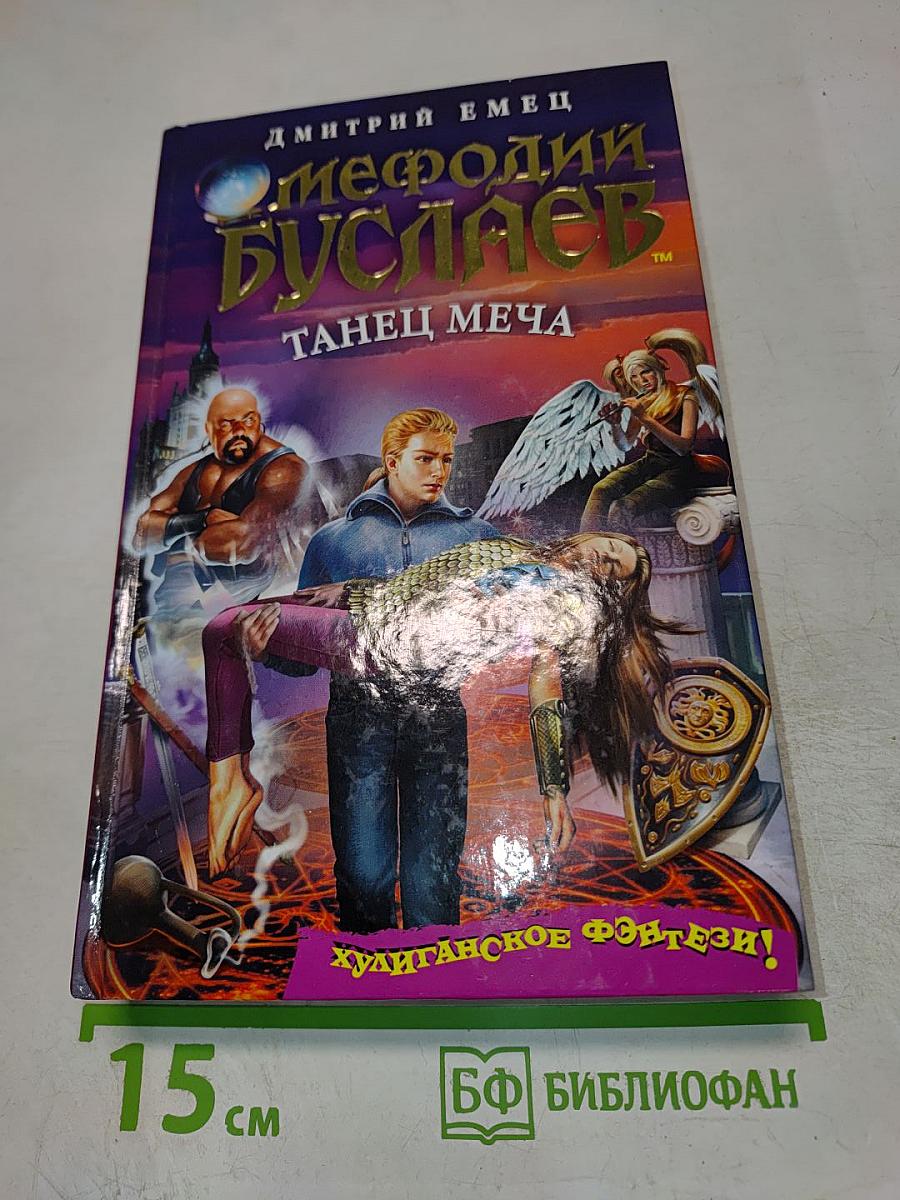 ДМИТРИЙ ЕМЕЦ
МЕФОДИЙ
БУСЛАЕВ
TM
ТАНЕЦ МЕЧА
ХУЛИГАНСКОЕ ФЭНТЕЗИ!
15 см
БФ БИБЛИОФАН